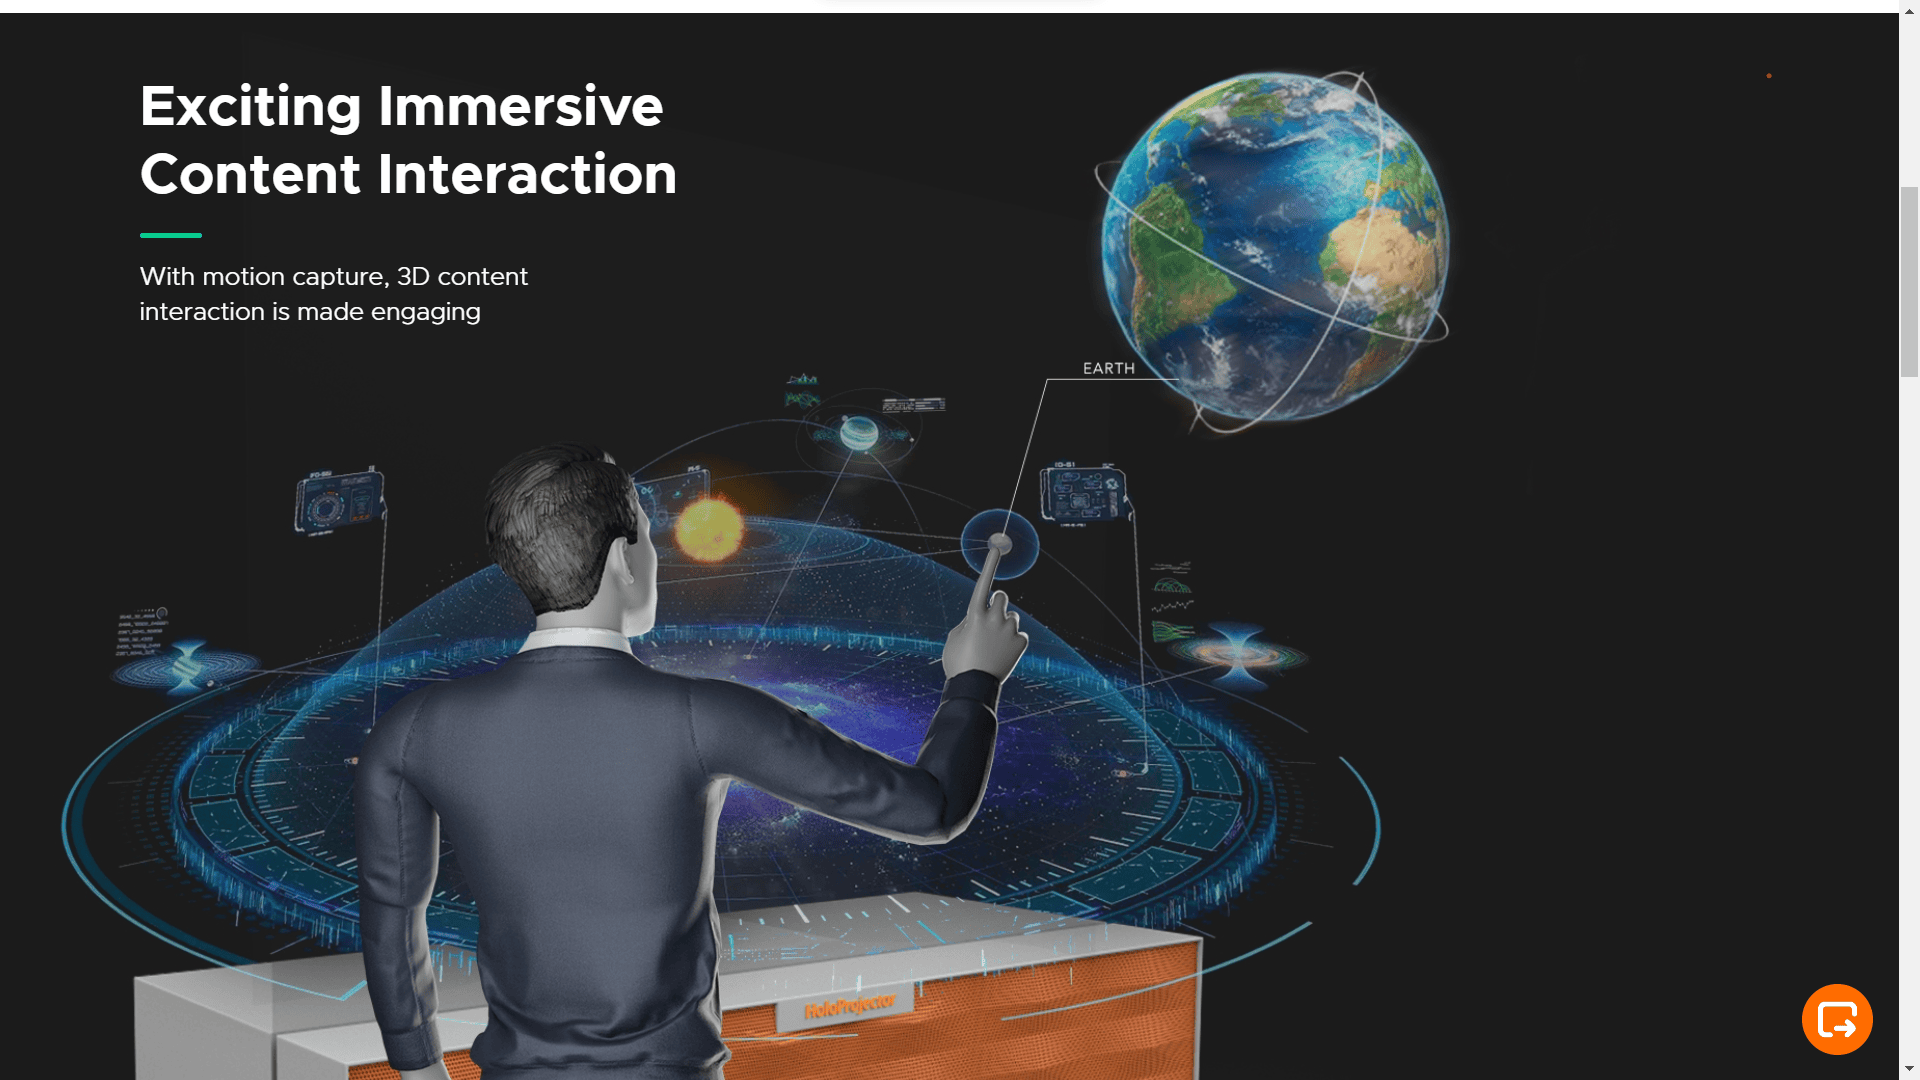 Exciting Immersive
Content Interaction
With motion capture, 3D content
interaction is made engaging
EARTH
HoloProjector